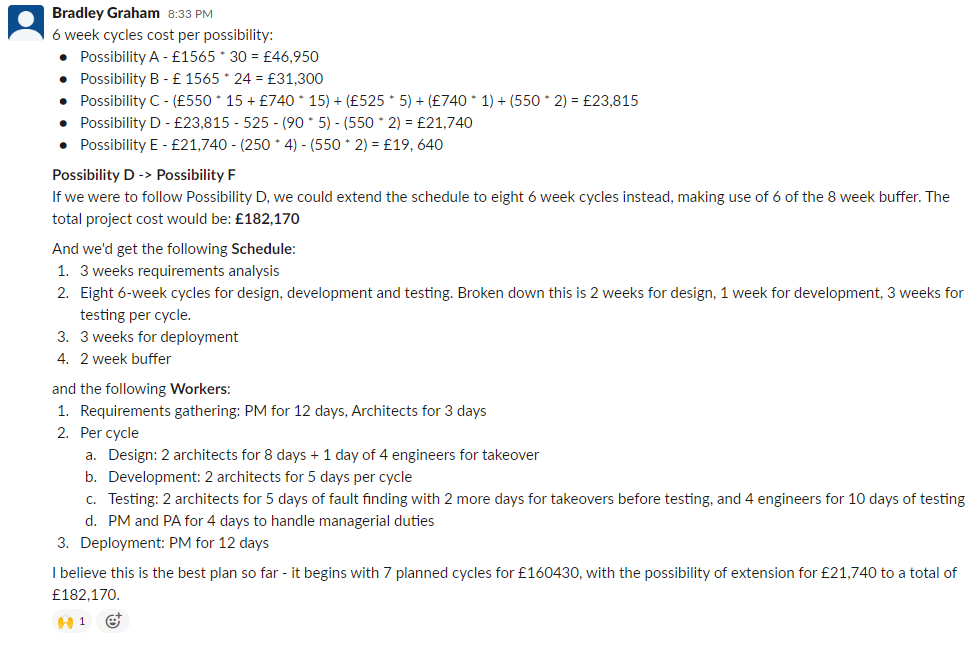 Bradley Graham 8:33 PM
6 week cycles cost per possibility:
• Possibility A - £1565 * 30 = £46,950
• Possibility B - £ 1565 * 24 = £31,300
• Possibility C - (£550 * 15 + £740 * 15) + (£525 * 5) + (£740 * 1) + (550 * 2) = £23,815
• Possibility D - £23,815 - 525 - (90 * 5) - (550 * 2) = £21,740
• Possibility E - £21,740 - (250 * 4) - (550 * 2) = £19, 640
Possibility D -> Possibility F
If we were to follow Possibility D, we could extend the schedule to eight 6 week cycles instead, making use of 6 of the 8 week buffer. The
total project cost would be: £182,170
And we'd get the following Schedule:
1. 3 weeks requirements analysis
2. Eight 6-week cycles for design, development and testing. Broken down this is 2 weeks for design, 1 week for development, 3 weeks for
testing per cycle.
3. 3 weeks for deployment
4. 2 week buffer
and the following Workers:
1. Requirements gathering: PM for 12 days, Architects for 3 days
2. Per cycle
a. Design: 2 architects for 8 days + 1 day of 4 engineers for takeover
b. Development: 2 architects for 5 days per cycle
c. Testing: 2 architects for 5 days of fault finding with 2 more days for takeovers before testing, and 4 engineers for 10 days of testing
d. PM and PA for 4 days to handle managerial duties
3. Deployment: PM for 12 days
I believe this is the best plan so far - it begins with 7 planned cycles for £160430, with the possibility of extension for £21,740 to a total of
£182,170.
1